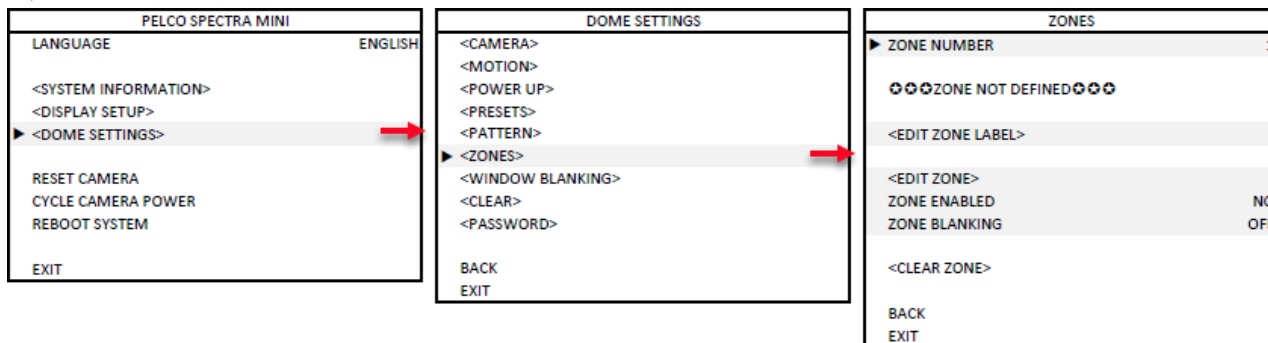 PELCO SPECTRA MINI
LANGUAGE ENGLISH
<SYSTEM INFORMATION>
<DISPLAY SETUP>
<DOME SETTINGS>
RESET CAMERA
CYCLE CAMERA POWER
REBOOT SYSTEM
EXIT
DOME SETTINGS
<CAMERA>
<MOTION>
<POWER UP>
<PRESETS>
<PATTERN>
<ZONES>
<WINDOW BLANKING>
<CLEAR>
<PASSWORD>
BACK
EXIT
ZONES
ZONE NUMBER
✪✪✪ZONE NOT DEFINED✪✪✪
<EDIT ZONE LABEL>
<EDIT ZONE>
ZONE ENABLED NO
ZONE BLANKING
<CLEAR ZONE>
BACK
EXIT